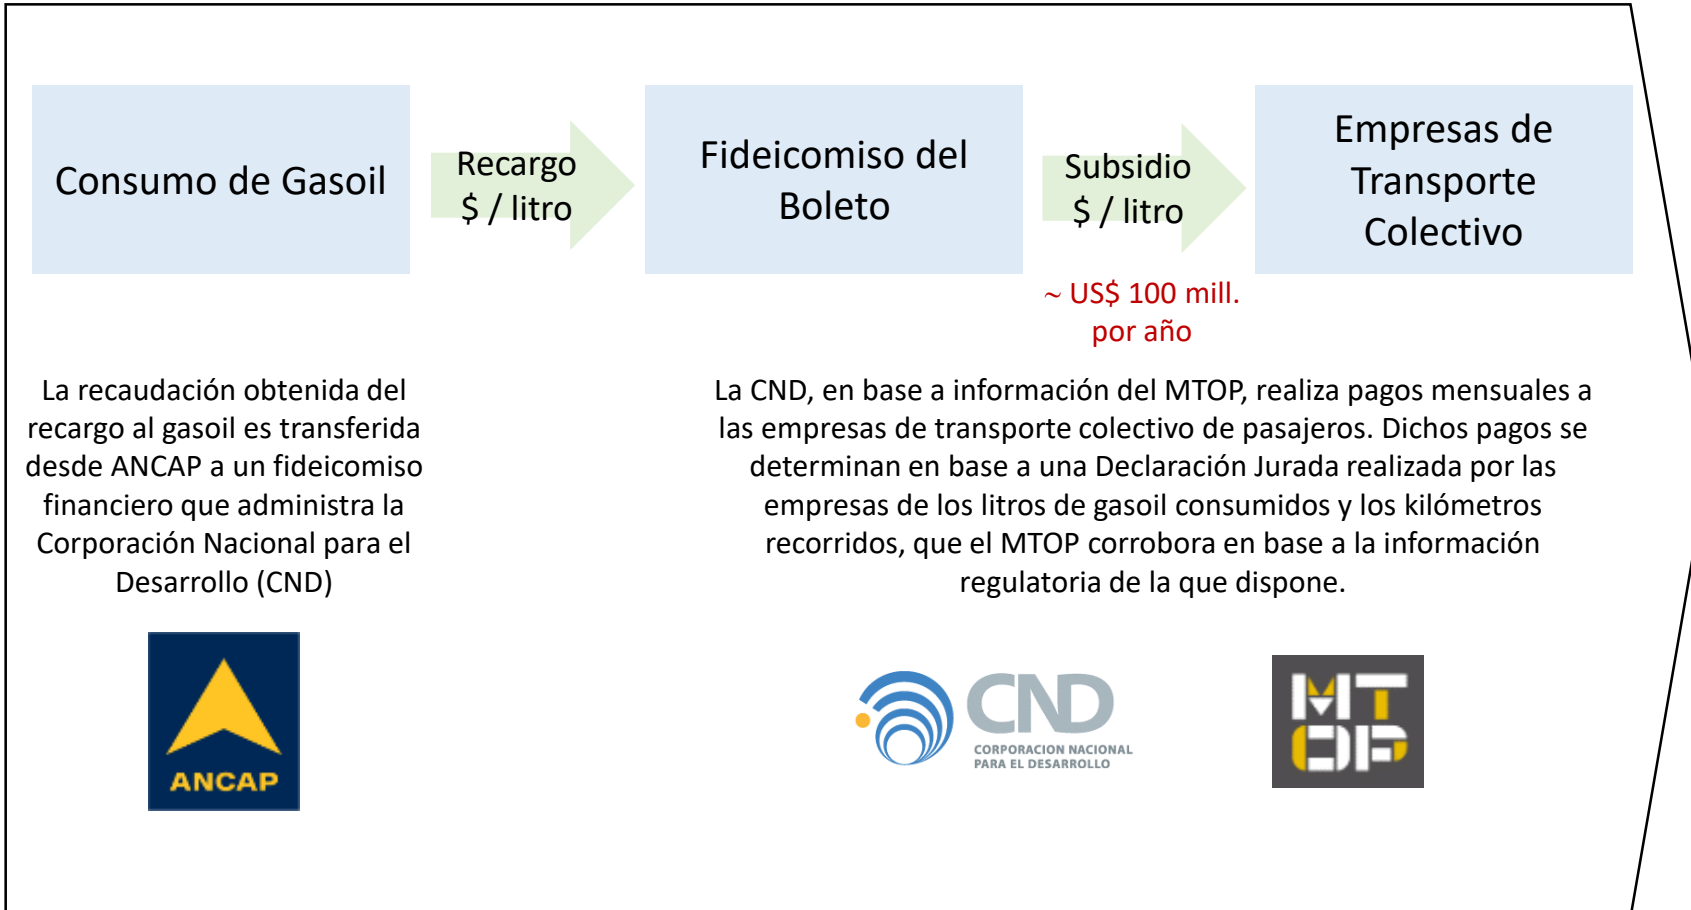 Consumo de Gasoil
Recargo
$ / litro
Fideicomiso del
Boleto
Subsidio
$ / litro
Empresas de
Transporte
Colectivo
~ US$ 100 mill.
por año
La recaudación obtenida del
recargo al gasoil es transferida
desde ANCAP a un fideicomiso
financiero que administra la
Corporación Nacional para el
Desarrollo (CND)
La CND, en base a información del MTOP, realiza pagos mensuales a
las empresas de transporte colectivo de pasajeros. Dichos pagos se
determinan en base a una Declaración Jurada realizada por las
empresas de los litros de gasoil consumidos y los kilómetros
recorridos, que el MTOP corrobora en base a la información
regulatoria de la que dispone.
ANCAP
CND
CORPORACION NACIONAL
PARA EL DESARROLLO
MT
OP